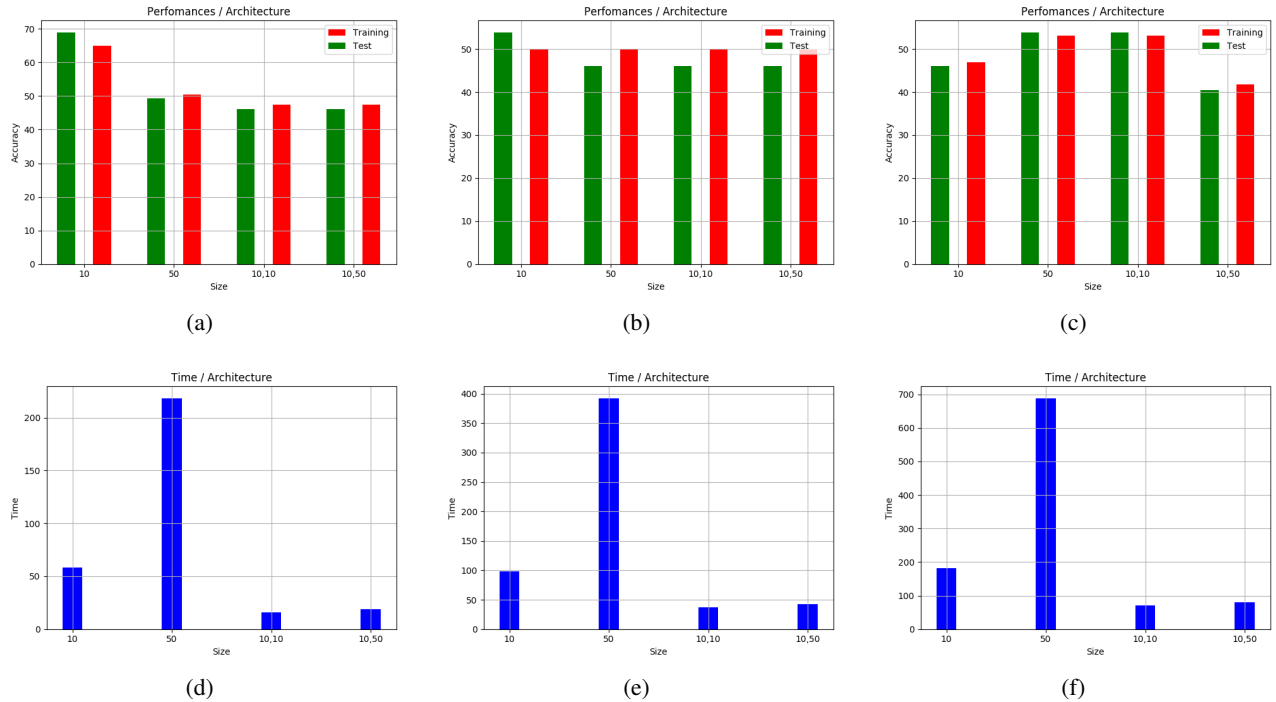 Perfomances / Architecture
Training
Test
Accuracy
70
60
50
40
30
20
10
0
10
50
10,10
10,50
Size
(a)
Perfomances / Architecture
Training
Test
Accuracy
50
40
30
20
10
0
10
50
10,10
10,50
Size
(b)
Perfomances / Architecture
Training
Test
Accuracy
50
40
30
20
10
0
10
50
10,10
10,50
Size
(c)
Time / Architecture
Time
200
150
100
50
0
10
50
10,10
10,50
Size
(d)
Time / Architecture
Time
400
350
300
250
200
150
100
50
0
10
50
10,10
10,50
Size
(e)
Time / Architecture
Time
700
600
500
400
300
200
100
0
10
50
10,10
10,50
Size
(f)